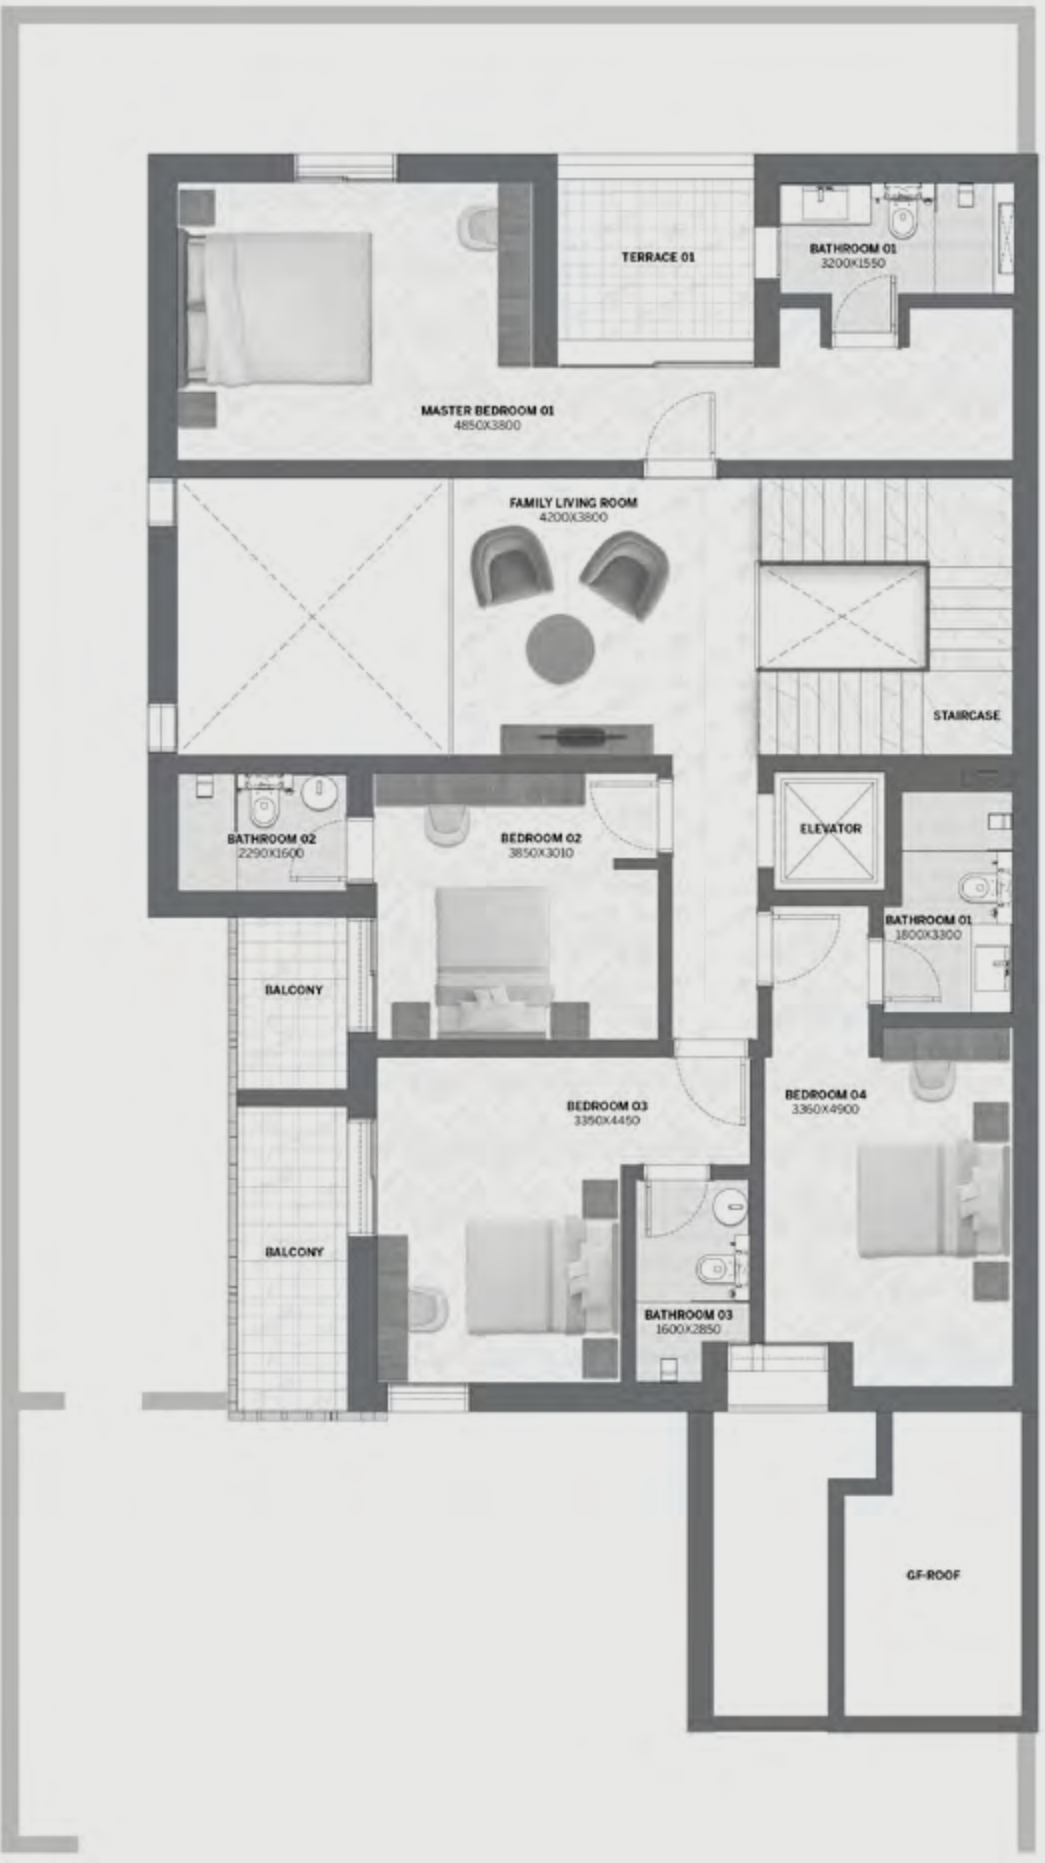 TERRACE 01
BATHROOM 01
3200X1550
MASTER BEDROOM 01
4850X3800
FAMILY LIVING ROOM
4200X3800
STAIRCASE
BATHROOM 02
2290X1600
BEDROOM 02
3850X3010
ELEVATOR
BATHROOM 01
1800X3300
BALCONY
BEDROOM 03
3350X4450
BEDROOM 04
3360X4900
BALCONY
BATHROOM 03
1600X2850
GF-ROOF